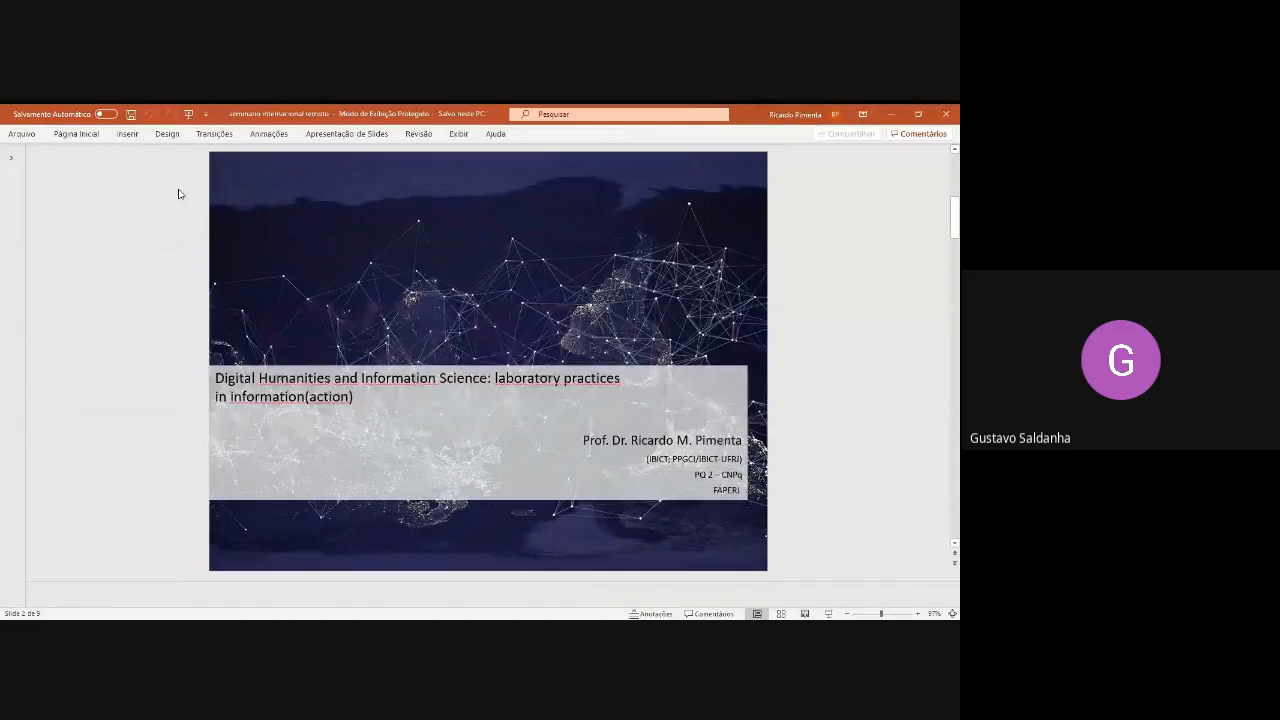 Salvamento Automático
seminario internacional remoto - Modo de Exibição Protegido - Salvo neste PC
Pesquisar
Ricardo Pimenta
RP
Arquivo Página Inicial Inserir Design Transições Animações Apresentação de Slides Revisão Exibir Ajuda
Compartilhar
Comentários
Digital Humanities and Information Science: laboratory practices
in information(action)
Prof. Dr. Ricardo M. Pimenta
(IBICT; PPGCI/IBICT-UFRJ)
PQ 2 – CNPq
FAPERJ
G
Gustavo Saldanha
Slide 2 de 9
Anotações
Comentários
97%